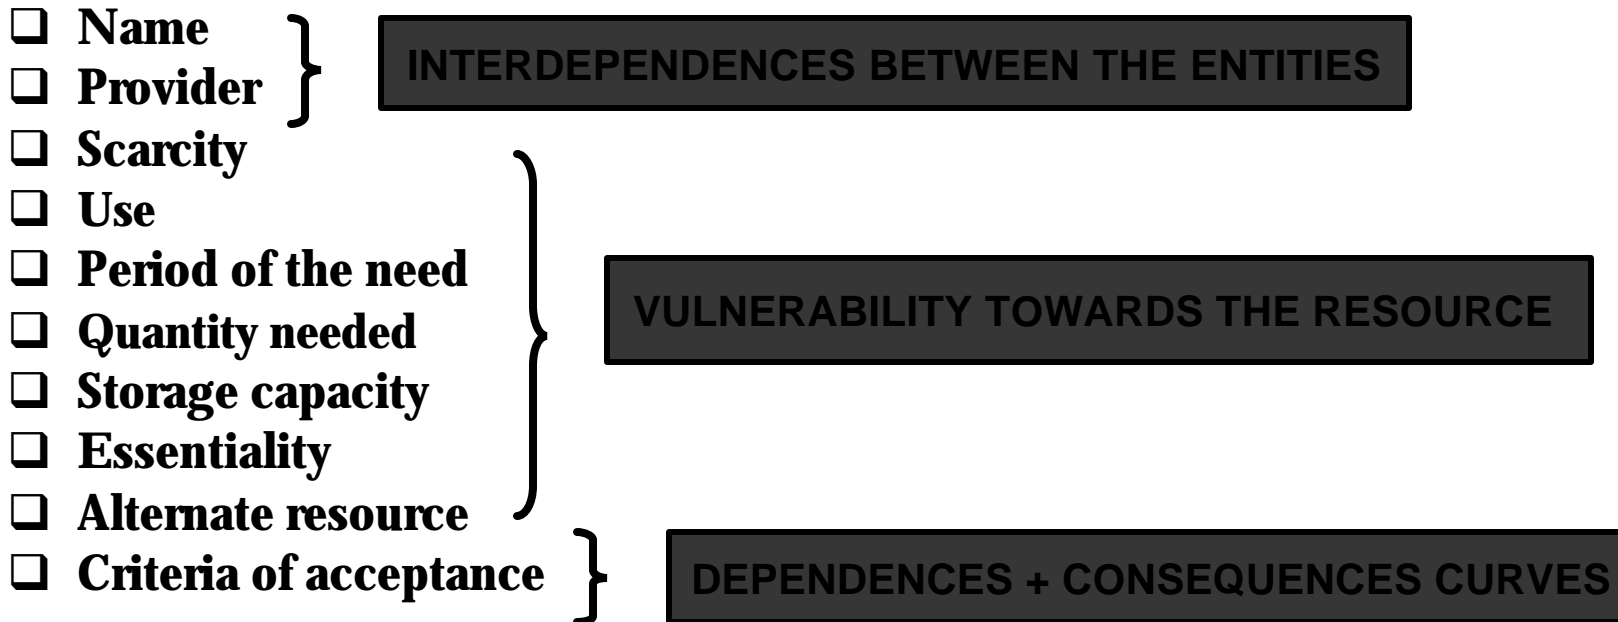 Name
Provider
INTERDEPENDENCES BETWEEN THE ENTITIES
Scarcity
Use
Period of the need
Quantity needed
Storage capacity
Essentiality
Alternate resource
VULNERABILITY TOWARDS THE RESOURCE
Criteria of acceptance
DEPENDENCES + CONSEQUENCES CURVES